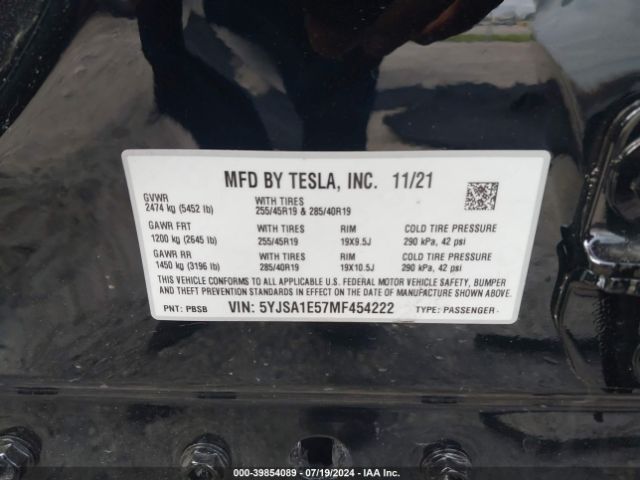 MFD BY TESLA, INC. 11/21
GVWR
2474 kg (5452 lb)
WITH TIRES
255/45R19 & 285/40R19
GAWR FRT
1200 kg (2645 lb)
WITH TIRES
255/45R19
RIM
19X9.5J
COLD TIRE PRESSURE
290 kPa, 42 psi
GAWR RR
1450 kg (3196 lb)
WITH TIRES
285/40R19
RIM
19X10.5J
COLD TIRE PRESSURE
290 kPa, 42 psi
THIS VEHICLE CONFORMS TO ALL APPLICABLE U.S. FEDERAL MOTOR VEHICLE SAFETY, BUMPER
AND THEFT PREVENTION STANDARDS IN EFFECT ON THE DATE OF MANUFACTURE SHOWN ABOVE.
PNT: PBSB
VIN: 5YJSA1E57MF454222
TYPE: PASSENGER
000-39854089 - 07/19/2024 - IAA Inc.